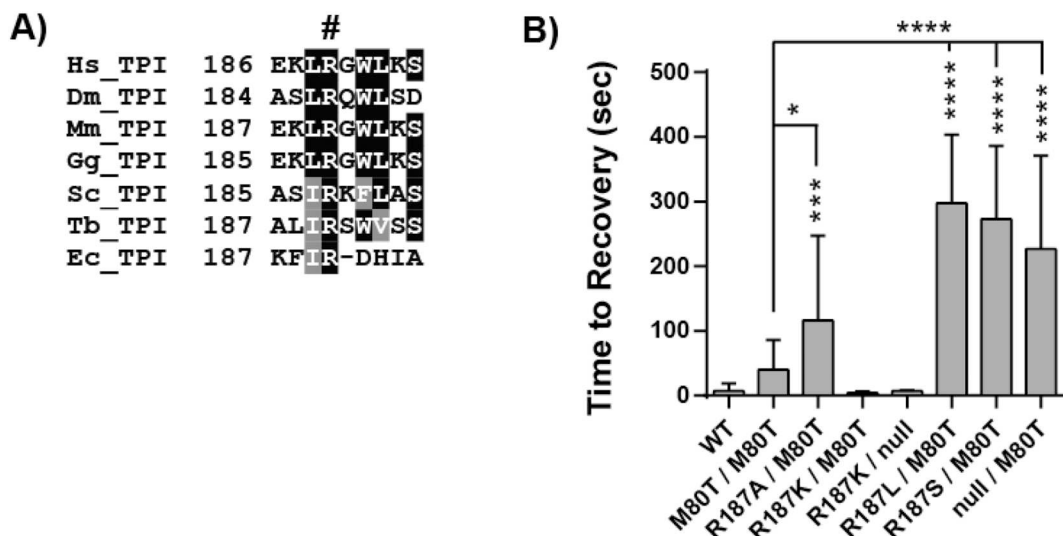 A)
#
Hs_TPI 186 EKLRGWLKS
Dm_TPI 184 ASLRQWLSD
Mm_TPI 187 EKLRGWLKS
Gg_TPI 185 EKLRGWLKS
Sc_TPI 185 ASIRKFLAS
Tb_TPI 187 ALIRSWVSS
Ec_TPI 187 KFIR-DHIA
B)
****
*
***
****
****
****
Time to Recovery (sec)
500
400
300
200
100
0
WT
M80T / M80T
R187A / M80T
R187K / M80T
R187K / null
R187L / M80T
R187S / M80T
null / M80T